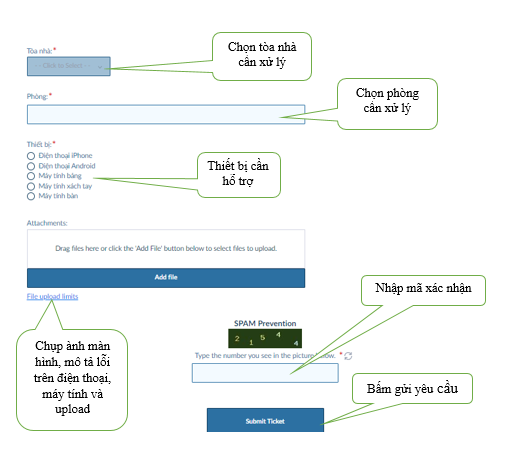 Chọn tòa nhà
cần xử lý
Tòa nhà:*
-- Click to Select --
Chọn phòng
cần xử lý
Phòng:*
Thiết bị:*
Điện thoại iPhone
Điện thoại Android
Máy tính bảng
Máy tính xách tay
Máy tính bàn
Thiết bị cần
hổ trợ
Attachments:
Drag files here or click the 'Add File' button below to select files to upload.
Add file
File upload limits
Nhập mã xác nhận
SPAM Prevention
2 1 5 4 4
Type the number you see in the picture below. *
Chụp ảnh màn
hình, mô tả lỗi
trên điện thoại,
máy tính và
upload
Bấm gửi yêu cầu
Submit Ticket